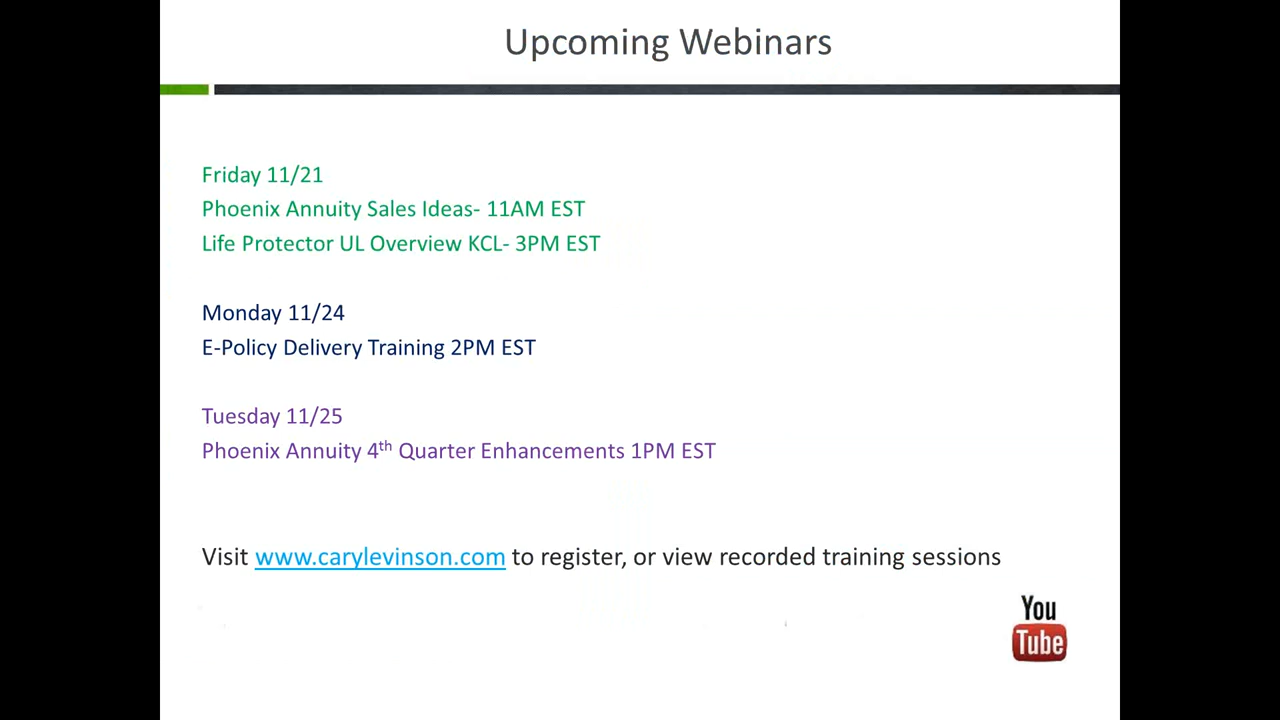 Upcoming Webinars
Friday 11/21
Phoenix Annuity Sales Ideas- 11AM EST
Life Protector UL Overview KCL- 3PM EST
Monday 11/24
E-Policy Delivery Training 2PM EST
Tuesday 11/25
Phoenix Annuity 4th Quarter Enhancements 1PM EST
Visit www.carylevinson.com to register, or view recorded training sessions
You
Tube